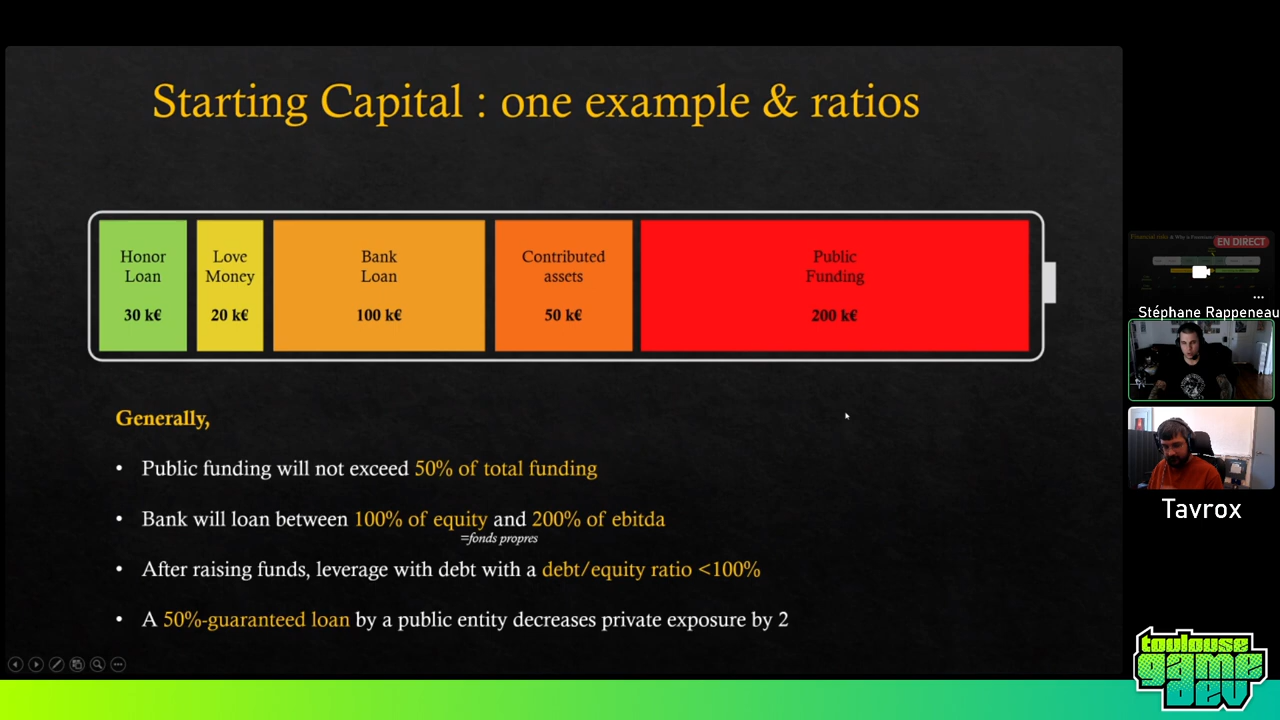 Starting Capital : one example & ratios
Honor
Loan
30 k€
Love
Money
20 k€
Bank
Loan
100 k€
Contributed
assets
50 k€
Public
Funding
200 k€
Generally,
• Public funding will not exceed 50% of total funding
• Bank will loan between 100% of equity and 200% of ebitda
=fonds propres
• After raising funds, leverage with debt with a debt/equity ratio <100%
• A 50%-guaranteed loan by a public entity decreases private exposure by 2
EN DIRECT
Stéphane Rappeneau
Tavrox
toulouse
game
dev